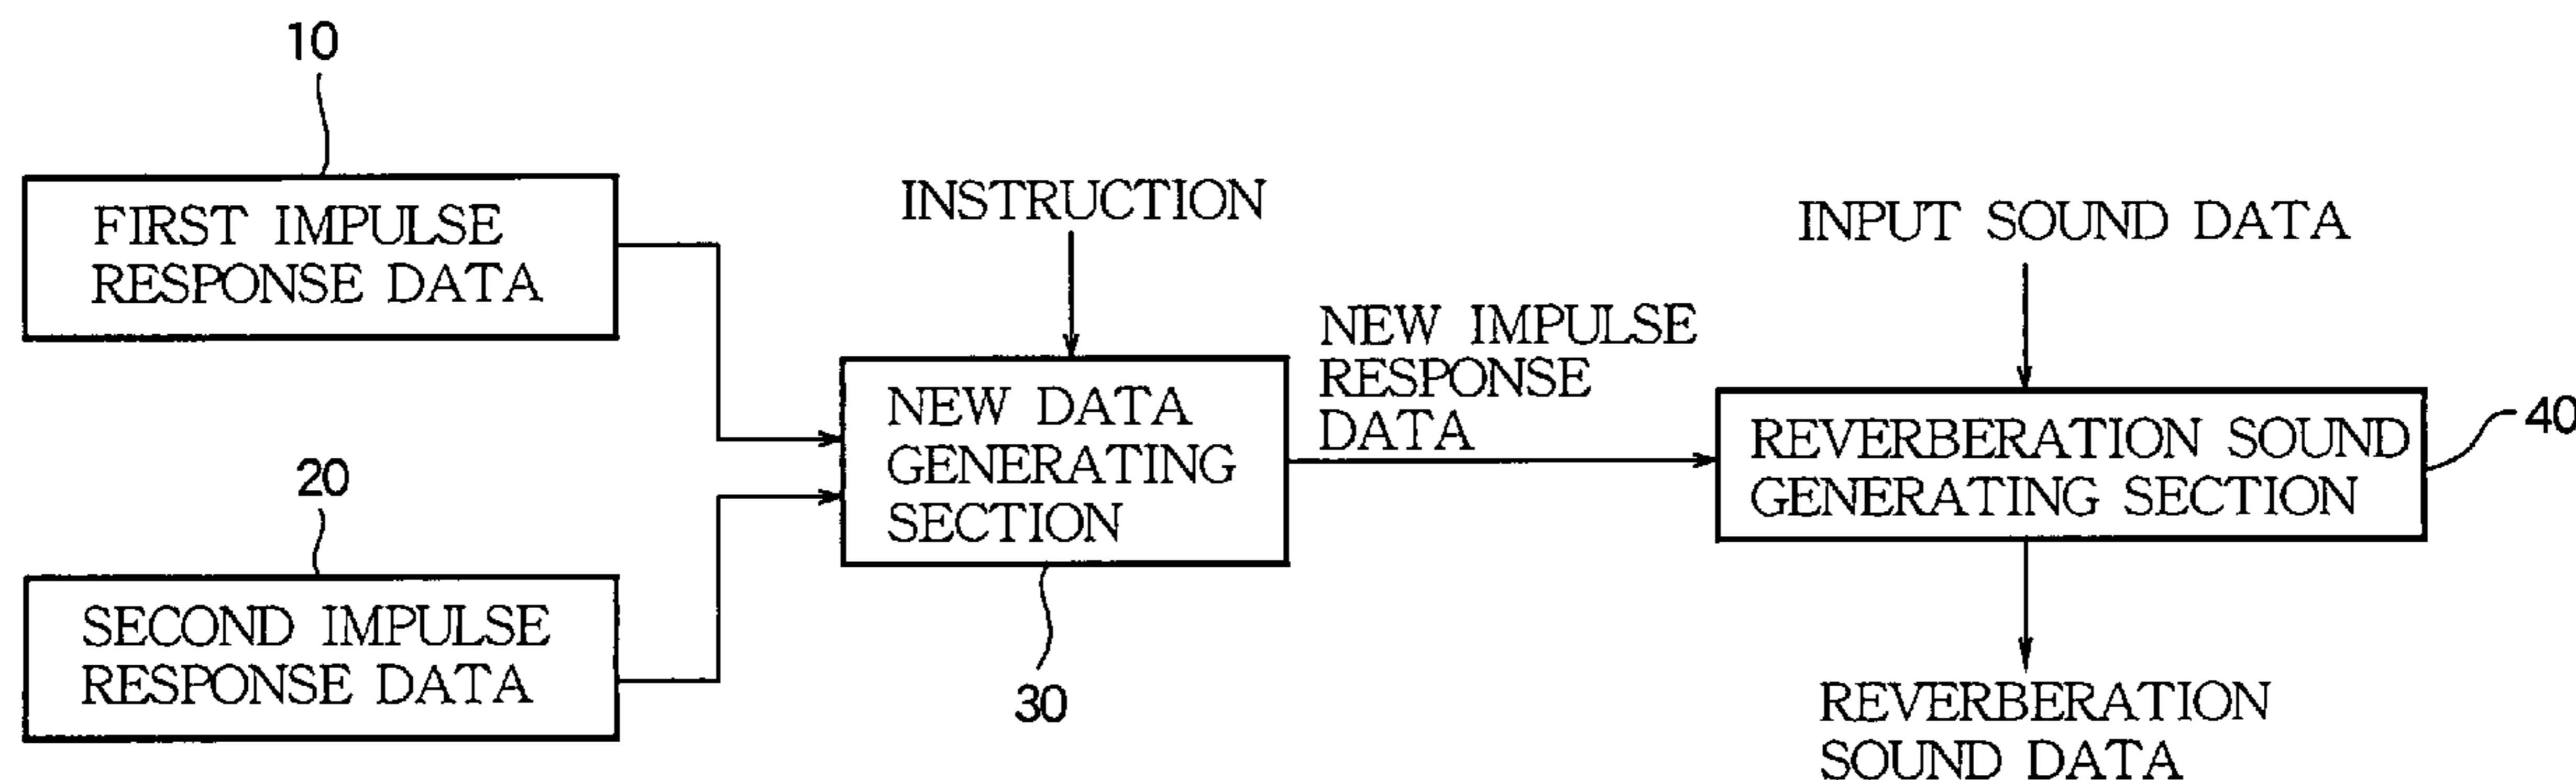 10
FIRST IMPULSE
RESPONSE DATA
20
SECOND IMPULSE
RESPONSE DATA
INSTRUCTION
NEW DATA
GENERATING
SECTION
30
NEW IMPULSE
RESPONSE
DATA
INPUT SOUND DATA
REVERBERATION SOUND
GENERATING SECTION
40
REVERBERATION
SOUND DATA